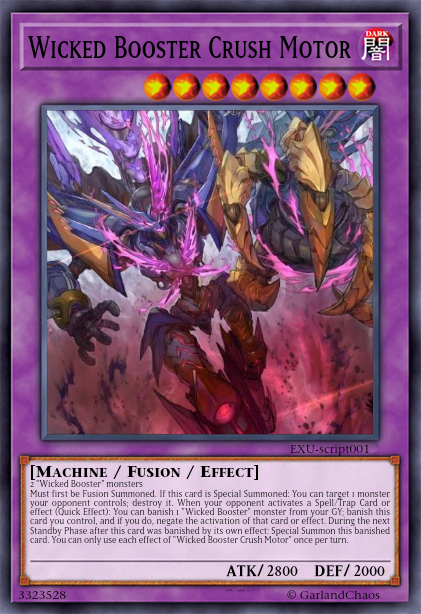 Wicked Booster Crush Motor
DARK
闇
EXU-script001
[Machine / Fusion / Effect]
2 "Wicked Booster" monsters
Must first be Fusion Summoned. If this card is Special Summoned: You can target 1 monster
your opponent controls; destroy it. When your opponent activates a Spell/Trap Card or
effect (Quick Effect): You can banish 1 "Wicked Booster" monster from your GY; banish this
card you control, and if you do, negate the activation of that card or effect. During the next
Standby Phase after this card was banished by its own effect: Special Summon this banished
card. You can only use each effect of "Wicked Booster Crush Motor" once per turn.
ATK/ 2800 DEF/ 2000
3323528 © GarlandChaos